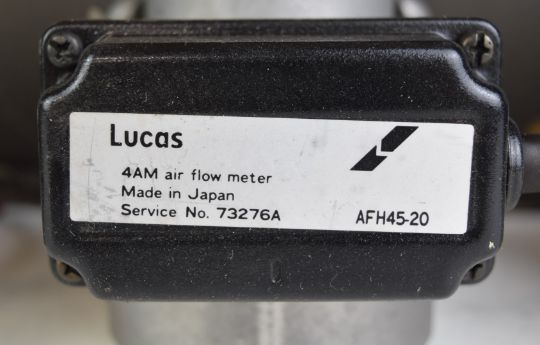 Lucas
4AM air flow meter
Made in Japan
Service No. 73276A
AFH45-20